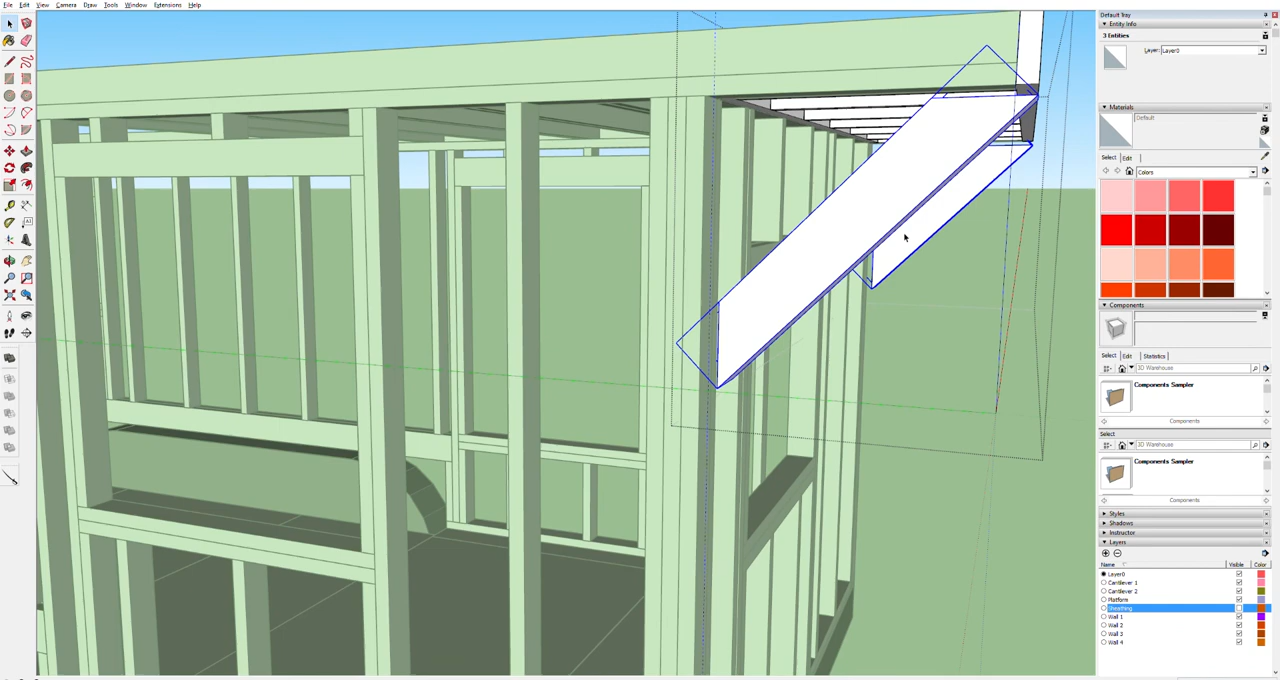 File Edit View Camera Draw Tools Window Extensions Help
Default Tray
Entity Info
3 Entities
Layer: Layer0
Materials
Default
Select Edit
Colors
Components
Select Edit Statistics
3D Warehouse
Components Sampler
Components
Select
3D Warehouse
Components Sampler
Components
Styles
Shadows
Instructor
Layers
Name Visible Color
Layer0
Cantilever 1
Cantilever 2
Platform
Sheathing
Wall 1
Wall 2
Wall 3
Wall 4